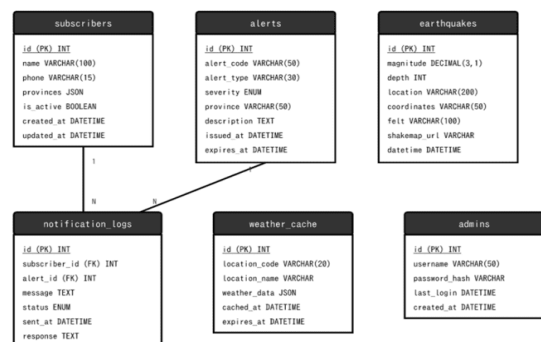 subscribers
id (PK) INT
name VARCHAR(100)
phone VARCHAR(15)
provinces JSON
is_active BOOLEAN
created_at DATETIME
updated_at DATETIME
alerts
id (PK) INT
alert_code VARCHAR(50)
alert_type VARCHAR(30)
severity ENUM
province VARCHAR(50)
description TEXT
issued_at DATETIME
expires_at DATETIME
earthquakes
id (PK) INT
magnitude DECIMAL(3,1)
depth INT
location VARCHAR(200)
coordinates VARCHAR(50)
felt VARCHAR(100)
shakemap_url VARCHAR
datetime DATETIME
1
N
N
notification_logs
id (PK) INT
subscriber_id (FK) INT
alert_id (FK) INT
message TEXT
status ENUM
sent_at DATETIME
response TEXT
weather_cache
id (PK) INT
location_code VARCHAR(20)
location_name VARCHAR
weather_data JSON
cached_at DATETIME
expires_at DATETIME
admins
id (PK) INT
username VARCHAR(50)
password_hash VARCHAR
last_login DATETIME
created_at DATETIME